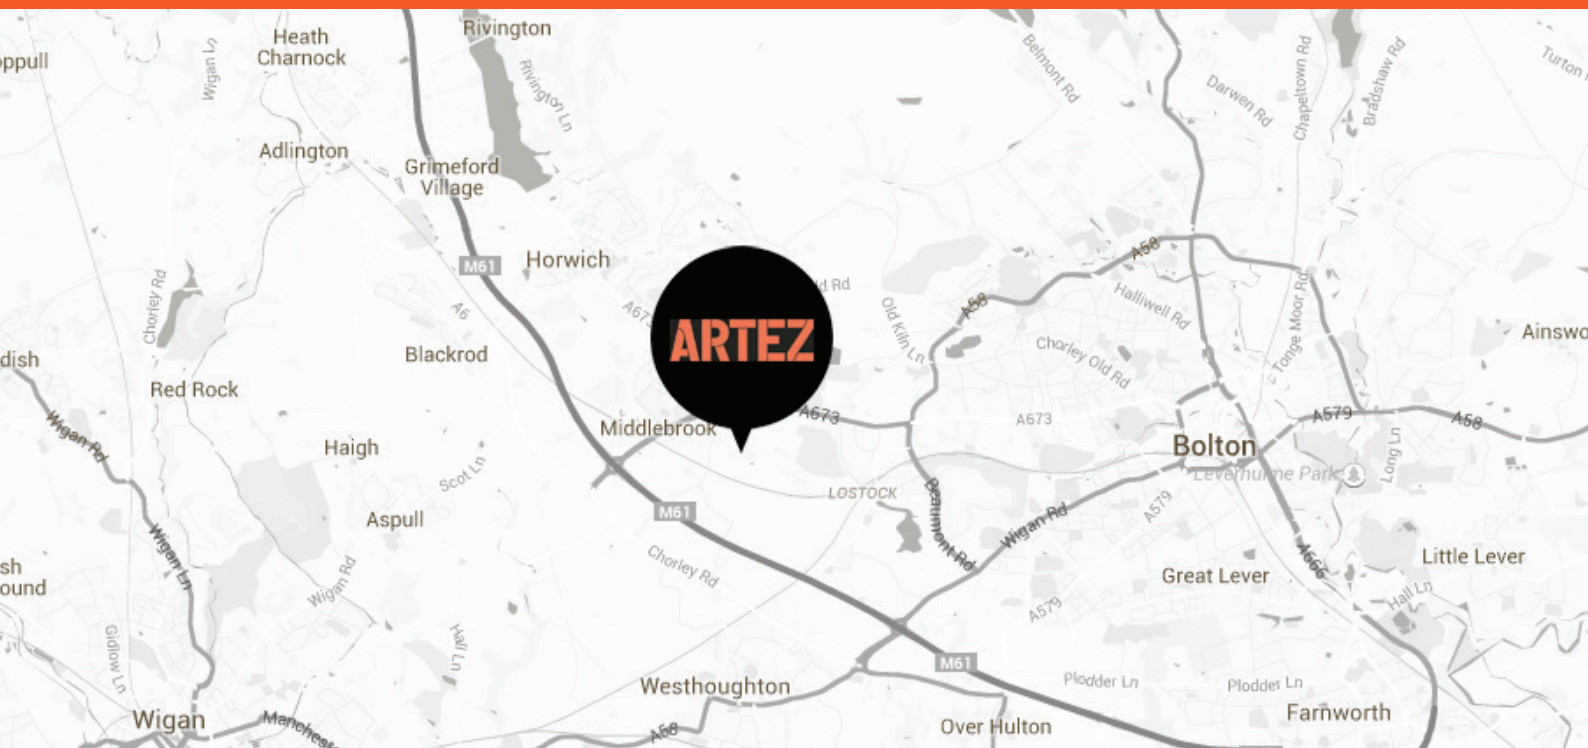 Rivington
Heath
Charnock
oppull
Wigan Ln
Rivington Ln
Belmont Rd
Darwen Rd
Chapeltown Rd
Bradshaw Rd
Turton
Adlington
Grimeford
Village
Horwich
M61
A58
Chorley Rd
A6
A673
ld Rd
Old Kiln Ln
A58
Halliwell Rd
Tonge Moor Rd
Ainswo
ARTEZ
Blackrod
Chorley Old Rd
dish
Red Rock
Wigan Rd
Middlebrook
A673
A673
A579
A58
Haigh
Bolton
Leverhulme Park
Long Ln
Scot Ln
LOSTOCK
Aspull
M61
Beaumont Rd
Wigan Rd
A579
Wigan Ln
Chorley Rd
A666
Little Lever
sh
ound
Wigan Rd
Great Lever
Hall Ln
A579
Gidlow Ln
Hall Ln
M61
Westhoughton
Plodder Ln
Plodder Ln
Wigan
Manchest
A58
Over Hulton
Farnworth